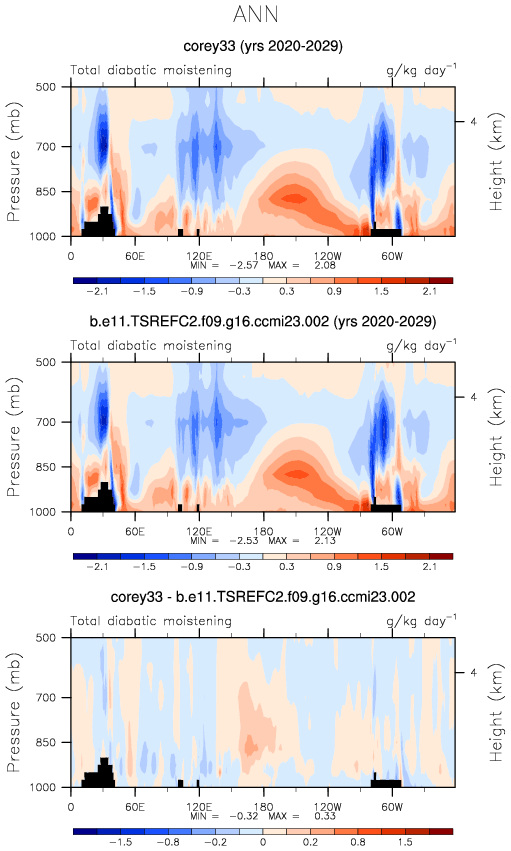 ANN
corey33 (yrs 2020-2029)
Total diabatic moistening g/kg day⁻¹
Pressure (mb)
500
700
850
1000
4
Height (km)
0 60E 120E 180 120W 60W
MIN = -2.57 MAX = 2.08
-2.1 -1.5 -0.9 -0.3 0.3 0.9 1.5 2.1
b.e11.TSREFC2.f09.g16.ccmi23.002 (yrs 2020-2029)
Total diabatic moistening g/kg day⁻¹
Pressure (mb)
500
700
850
1000
4
Height (km)
0 60E 120E 180 120W 60W
MIN = -2.53 MAX = 2.13
-2.1 -1.5 -0.9 -0.3 0.3 0.9 1.5 2.1
corey33 - b.e11.TSREFC2.f09.g16.ccmi23.002
Total diabatic moistening g/kg day⁻¹
Pressure (mb)
500
700
850
1000
4
Height (km)
0 60E 120E 180 120W 60W
MIN = -0.32 MAX = 0.33
-1.5 -0.8 -0.2 0 0.2 0.8 1.5